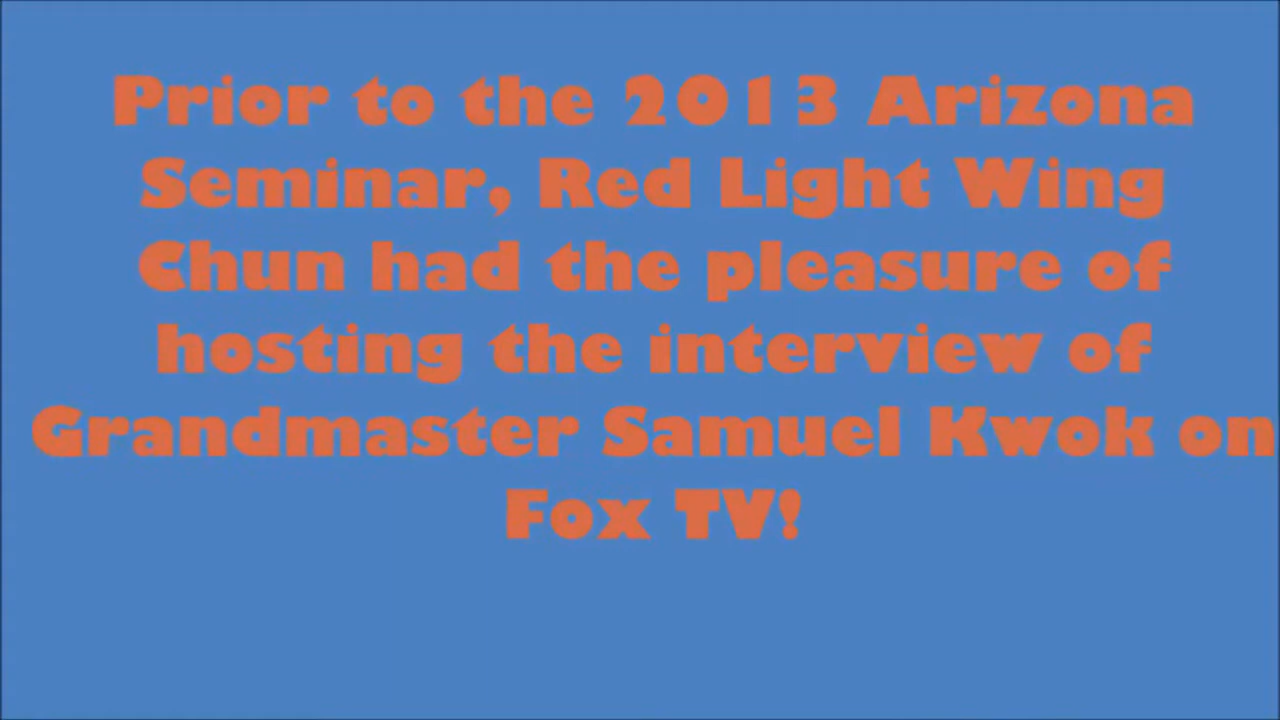 Prior to the 2013 Arizona
Seminar, Red Light Wing
Chun had the pleasure of
hosting the interview of
Grandmaster Samuel Kwok on
Fox TV!